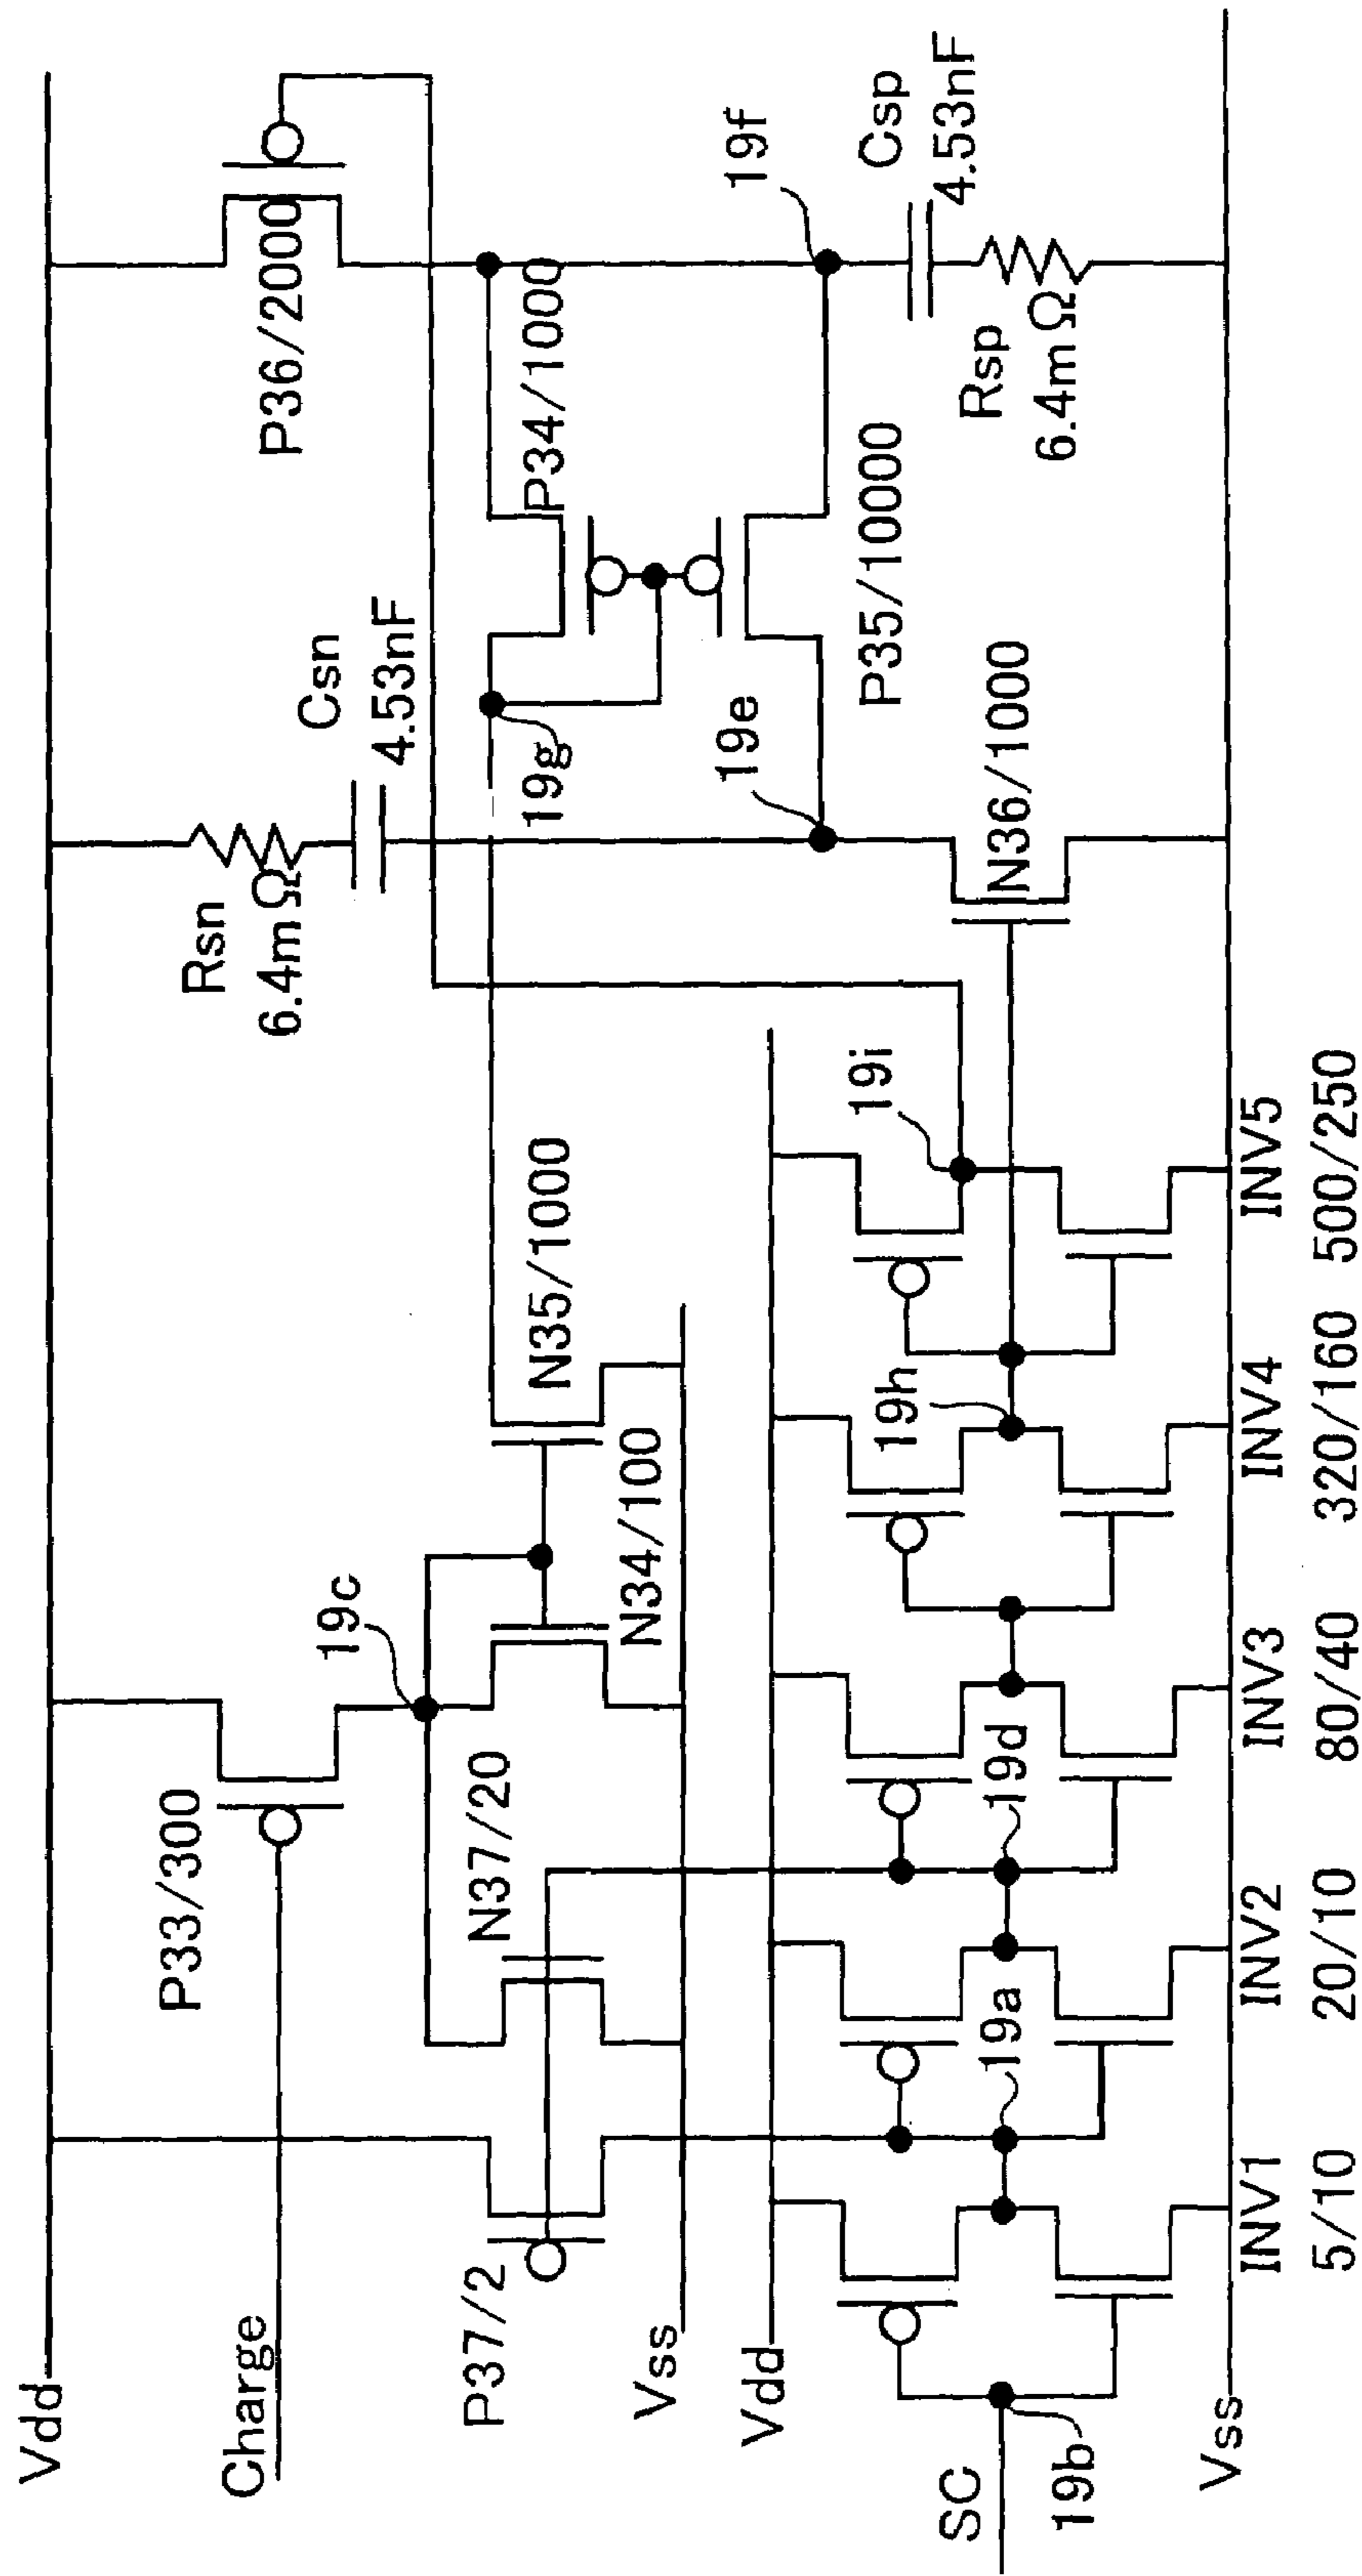 Vdd
Charge
P33/300
19c
Rsn
6.4mΩ
Csn
4.53nF
P36/2000
P37/2
N37/20
N34/100
N35/1000
19g
P34/1000
19f
Csp
4.53nF
Rsp
6.4mΩ
P35/10000
19e
N36/1000
Vss
Vdd
19a
19d
19h
19i
SC
19b
Vss
INV1 INV2 INV3 INV4 INV5
5/10 20/10 80/40 320/160 500/250